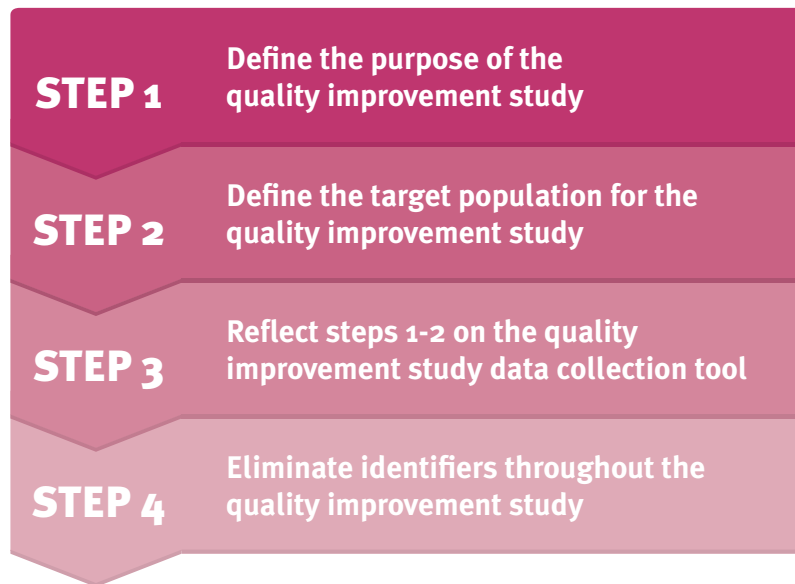 STEP 1
Define the purpose of the
quality improvement study
STEP 2
Define the target population for the
quality improvement study
STEP 3
Reflect steps 1-2 on the quality
improvement study data collection tool
STEP 4
Eliminate identifiers throughout the
quality improvement study